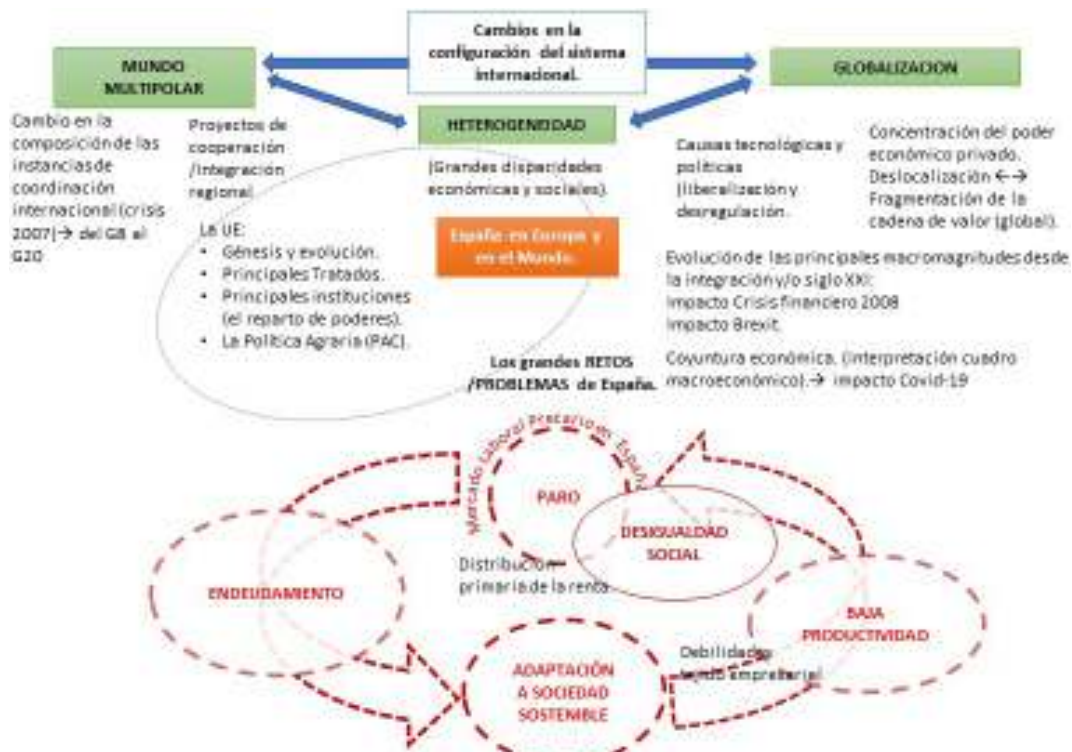 Cambios en la
configuración del sistema
internacional.
MUNDO
MULTIPOLAR
GLOBALIZACION
HETEROGENEIDAD
Cambio en la
composición de las
instancias de
coordinación
internacional (crisis
2007)→ del G8 al
G20
Proyectos de
cooperación
/integración
regional
(Grandes disparidades
económicas y sociales).
Causas tecnológicas y
políticas
(liberalización y
desregulación.
Concentración del poder
económico privado.
Deslocalización ←→
Fragmentación de la
cadena de valor (global).
La UE:
• Génesis y evolución.
• Principales Tratados.
• Principales instituciones
(el reparto de poderes).
• La Política Agraria (PAC).
España en Europa y
en el Mundo.
Evolución de las principales macromagnitudes desde
la integración y/o siglo XXI:
Impacto Crisis financiero 2008
Impacto Brexit.
Coyuntura económica. (Interpretación cuadro
macroeconómico).→ impacto Covid-19
Los grandes RETOS
/PROBLEMAS de España.
Mercado Laboral Precario en España
PARO
DESIGUALDAD
SOCIAL
Distribución
primaria de la renta
ENDEUDAMIENTO
BAJA
PRODUCTIVIDAD
Debilidades
tejido empresarial
ADAPTACIÓN
A SOCIEDAD
SOSTENIBLE